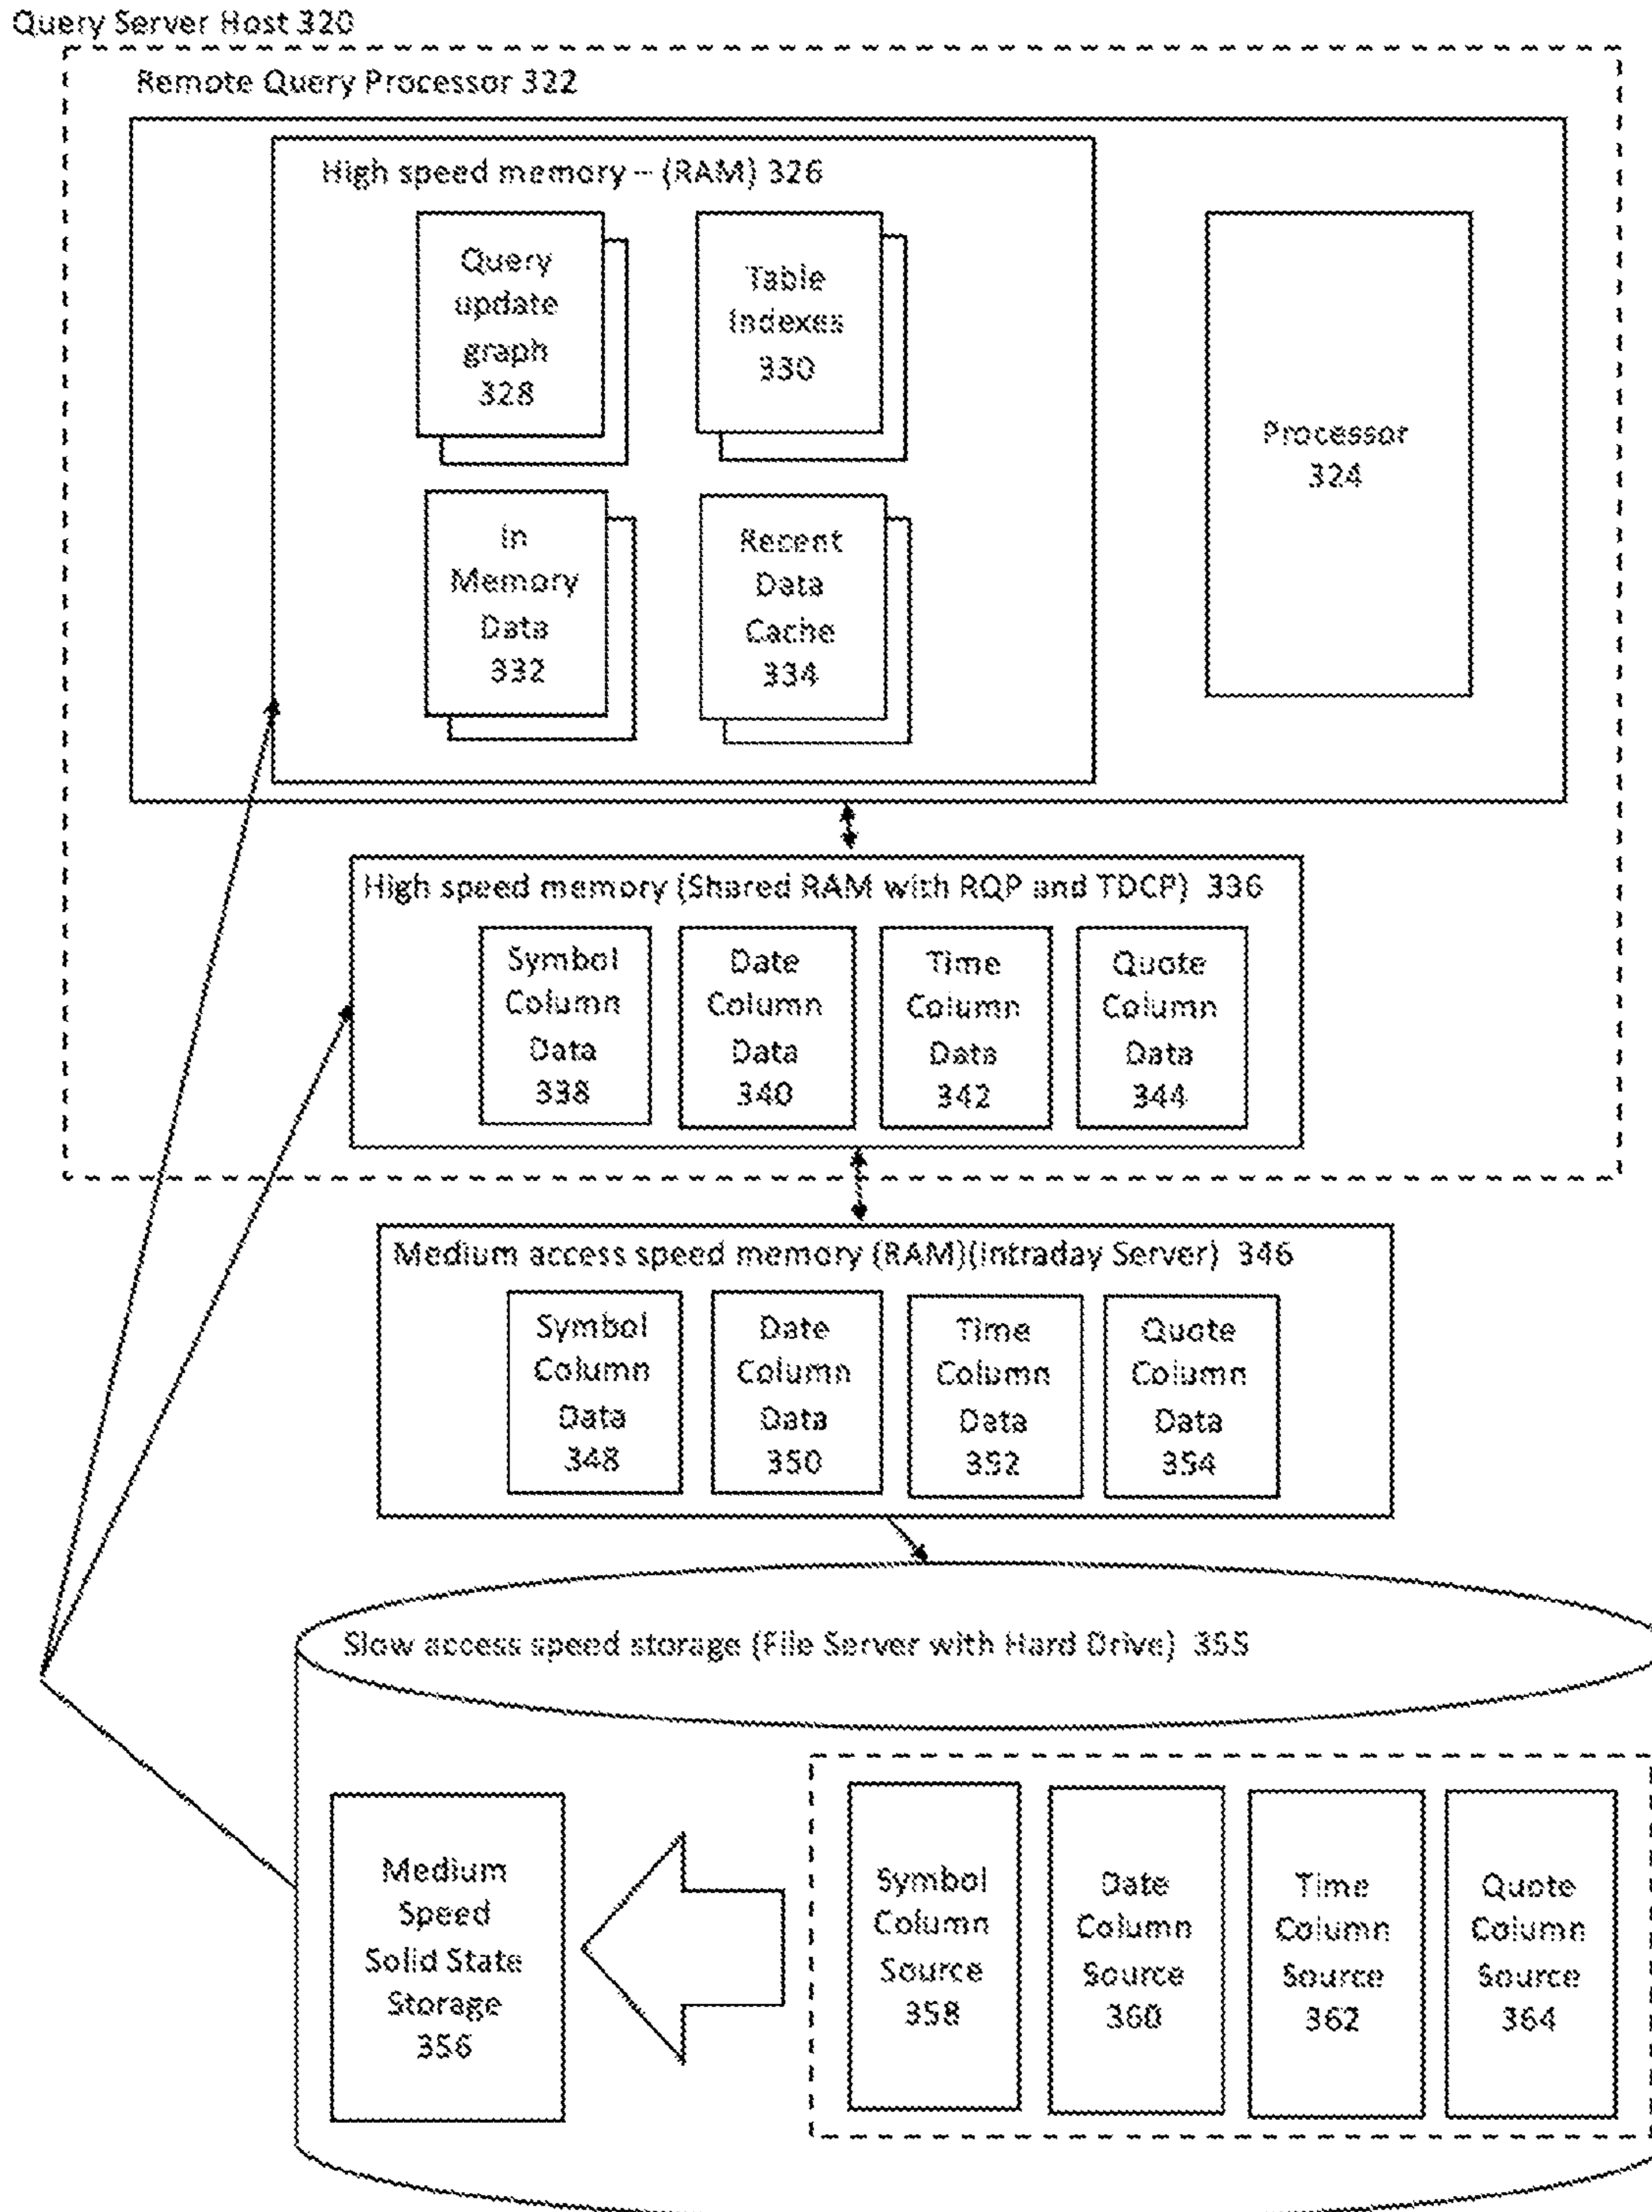 Query Server Host 320
Remote Query Processor 322
High speed memory -- (RAM) 326
Query
update
graph
328
Table
Indexes
330
Processor
324
In
Memory
Data
332
Recent
Data
Cache
334
High speed memory (Shared RAM with RQP and TDCP) 336
Symbol
Column
Data
338
Date
Column
Data
340
Time
Column
Data
342
Quote
Column
Data
344
Medium access speed memory (RAM)(Intraday Server) 346
Symbol
Column
Data
348
Date
Column
Data
350
Time
Column
Data
352
Quote
Column
Data
354
Slow access speed storage (File Server with Hard Drive) 355
Medium
Speed
Solid State
Storage
356
Symbol
Column
Source
358
Date
Column
Source
360
Time
Column
Source
362
Quote
Column
Source
364